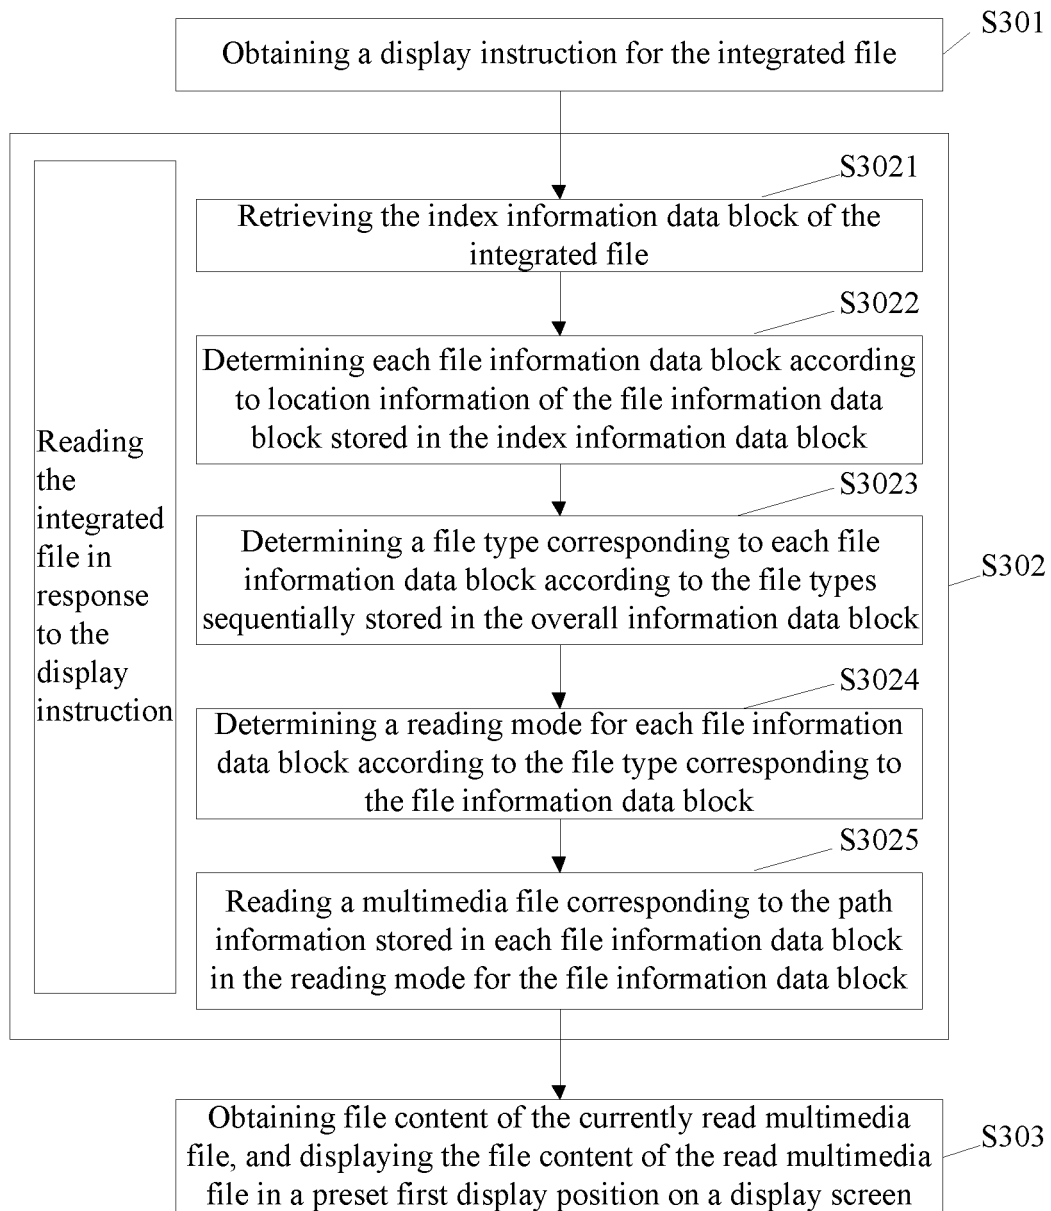 S301
Obtaining a display instruction for the integrated file
S3021
Retrieving the index information data block of the
integrated file
S3022
Determining each file information data block according
to location information of the file information data
block stored in the index information data block
Reading
the
integrated
file in
response
to the
display
instruction
S3023
Determining a file type corresponding to each file
information data block according to the file types
sequentially stored in the overall information data block
S302
S3024
Determining a reading mode for each file information
data block according to the file type corresponding to
the file information data block
S3025
Reading a multimedia file corresponding to the path
information stored in each file information data block
in the reading mode for the file information data block
Obtaining file content of the currently read multimedia
file, and displaying the file content of the read multimedia
file in a preset first display position on a display screen
S303